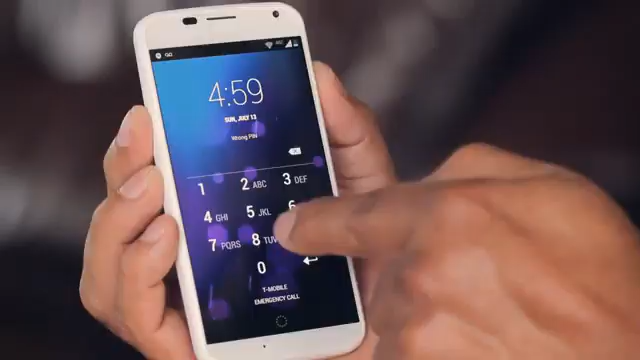 4:59
SUN, JULY 13
Wrong PIN
1 2 ABC 3 DEF
4 GHI 5 JKL 6
7 PQRS 8 TUV
0
T-MOBILE
EMERGENCY CALL